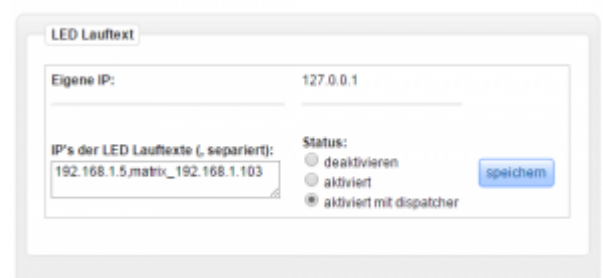 LED Lauftext
Eigene IP: 127.0.0.1
IP's der LED Lauftexte (, separiert):
192.168.1.5,matrix_192.168.1.103
Status:
deaktivieren
aktiviert
aktiviert mit dispatcher
speichern